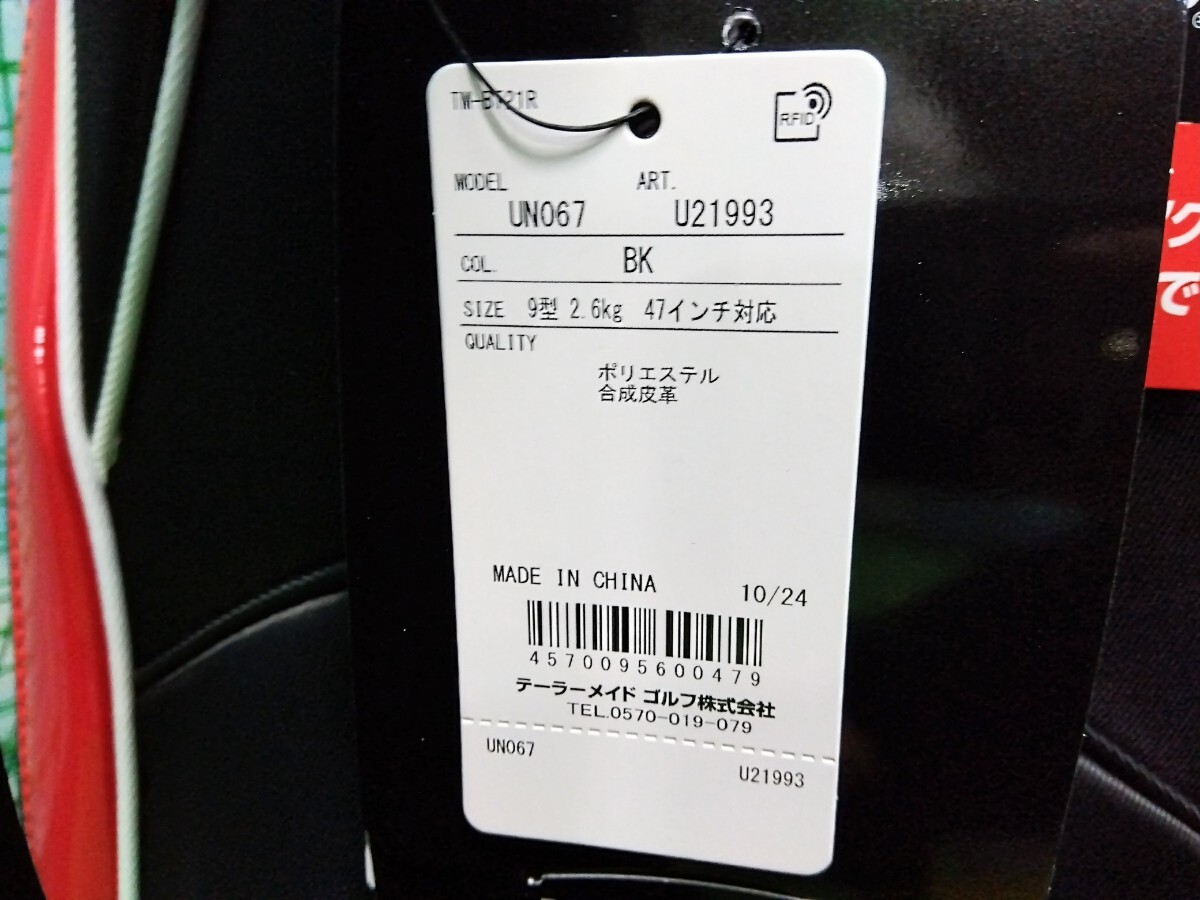 TW-BT21R
RFID
MODEL ART.
UN067 U21993
COL. BK
SIZE 9型 2.6kg 47インチ対応
QUALITY
ポリエステル
合成皮革
MADE IN CHINA 10/24
4570095600479
テーラーメイド ゴルフ株式会社
TEL.0570-019-079
UN067 U21993
ク
で